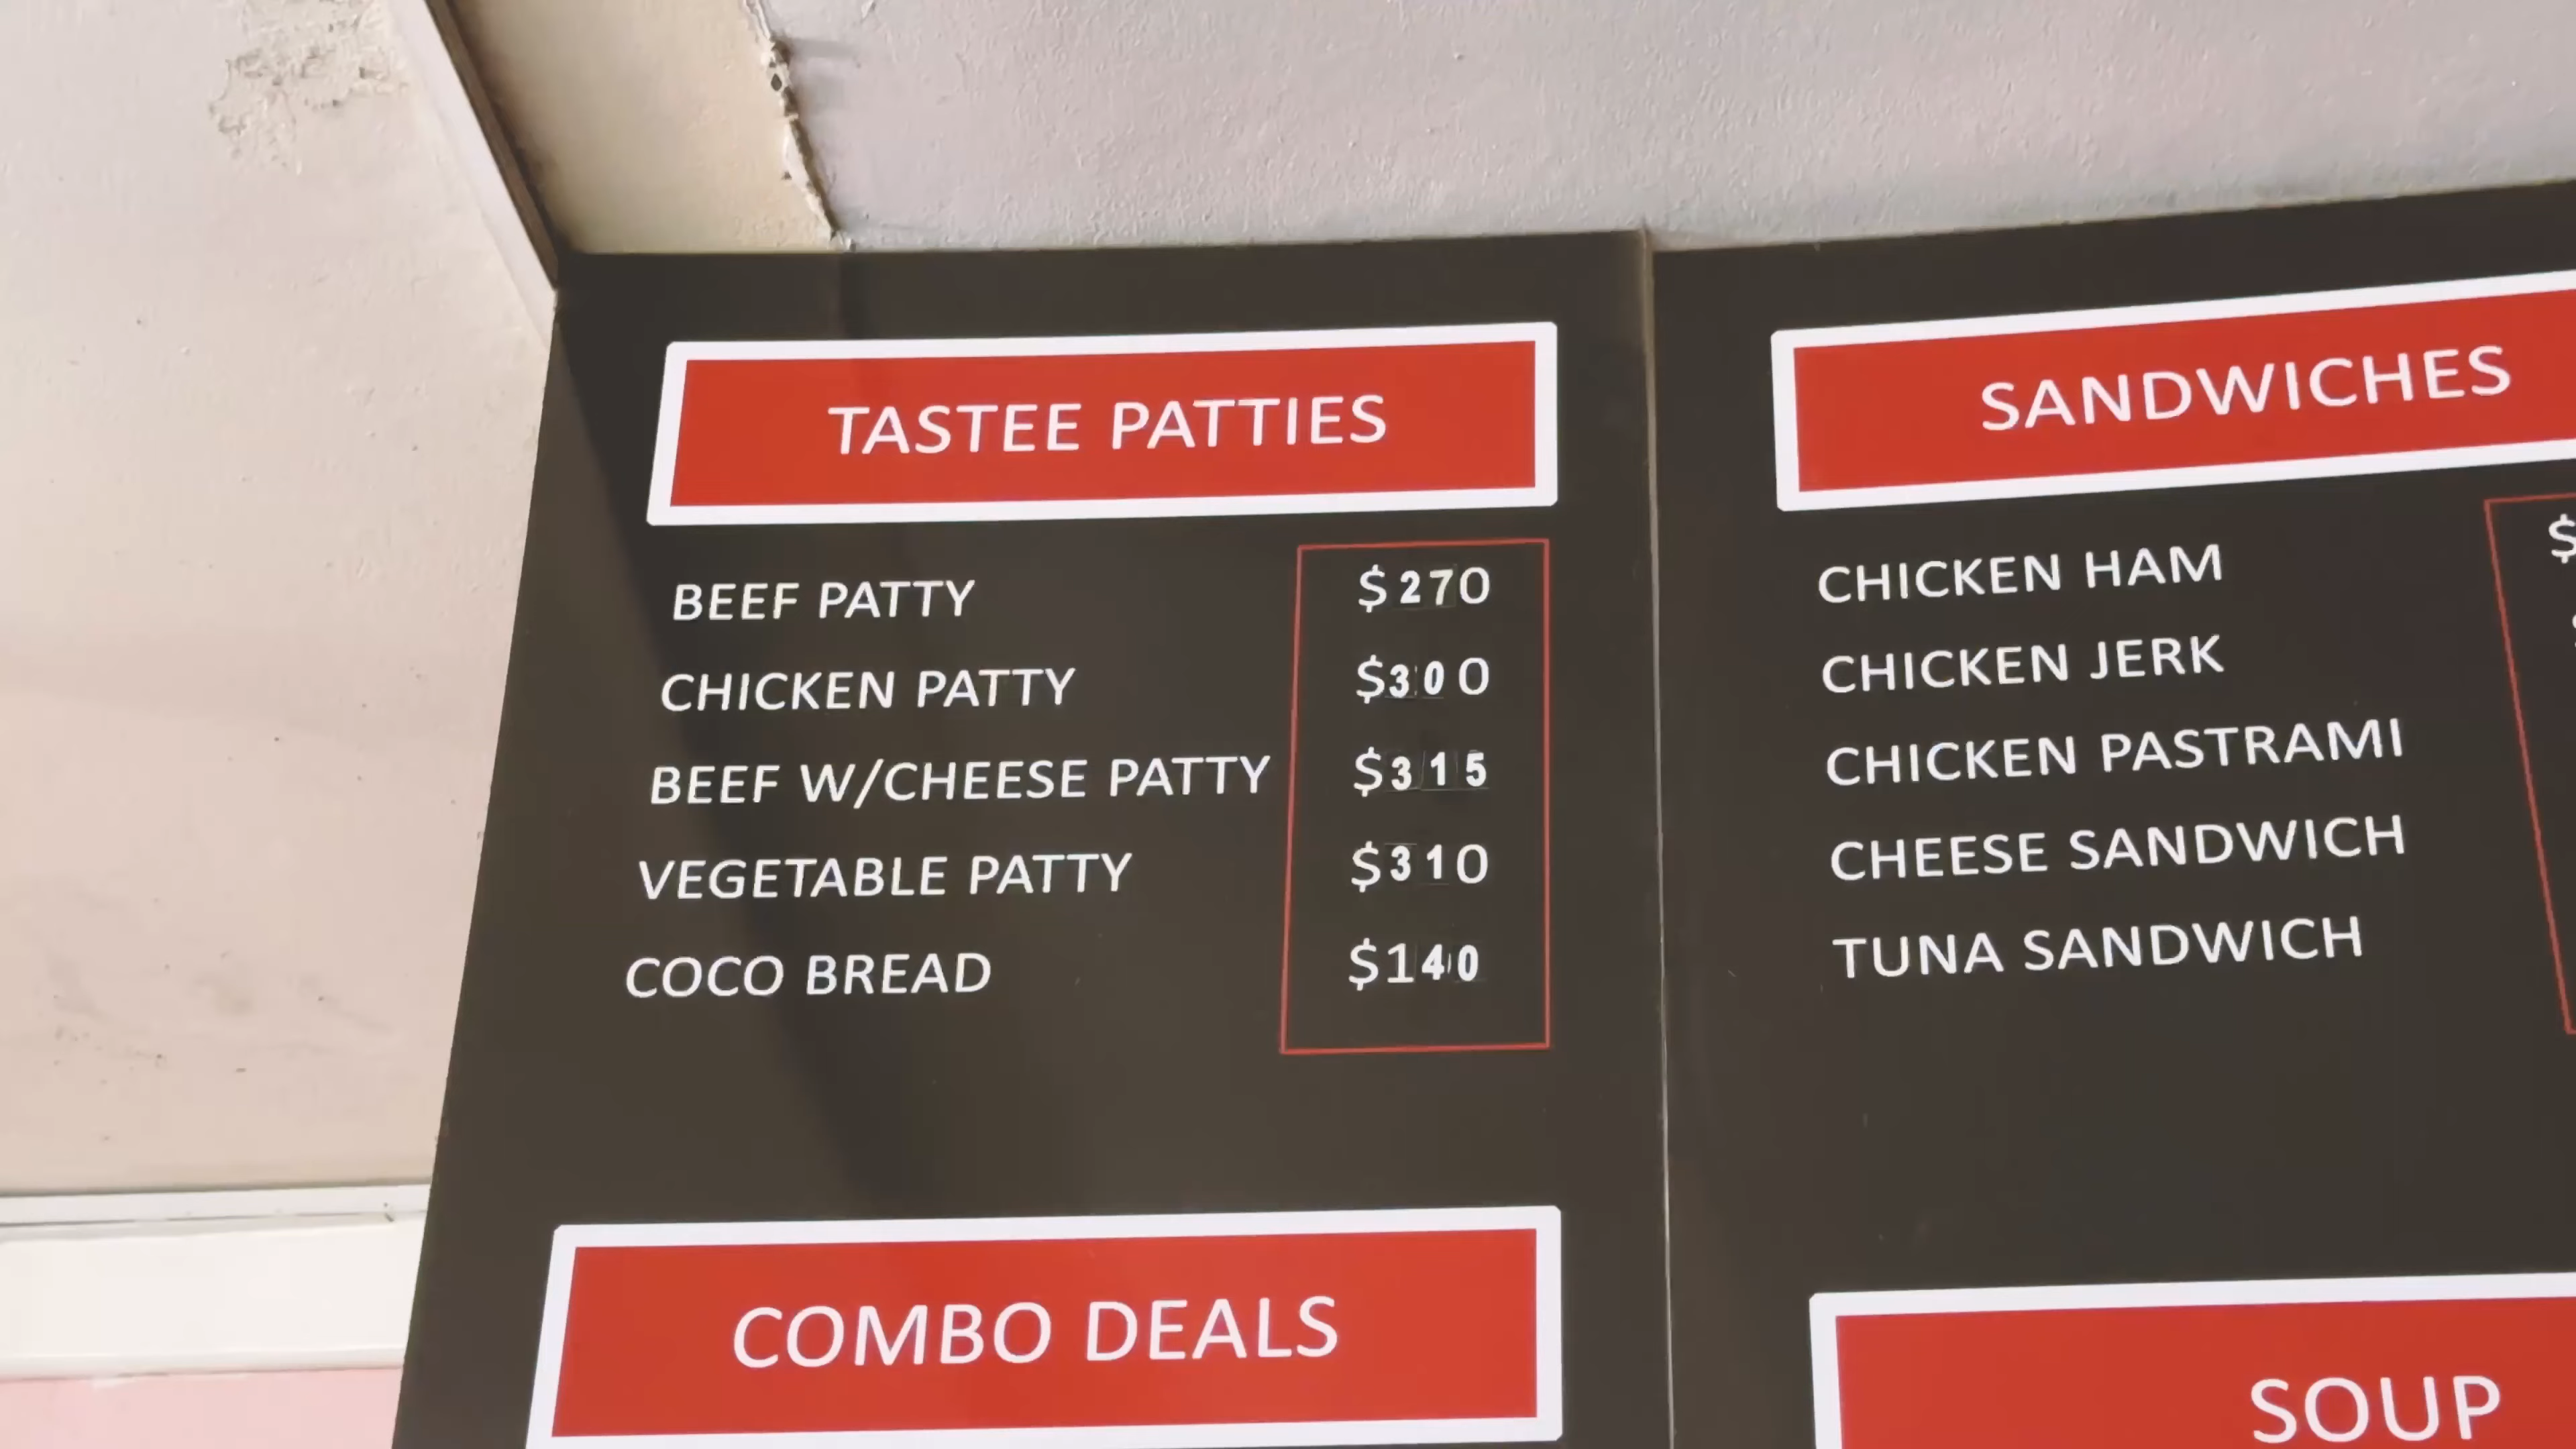 TASTEE PATTIES
BEEF PATTY $270
CHICKEN PATTY $300
BEEF W/CHEESE PATTY $315
VEGETABLE PATTY $310
COCO BREAD $140
COMBO DEALS
SANDWICHES
CHICKEN HAM $
CHICKEN JERK
CHICKEN PASTRAMI
CHEESE SANDWICH
TUNA SANDWICH
SOUP